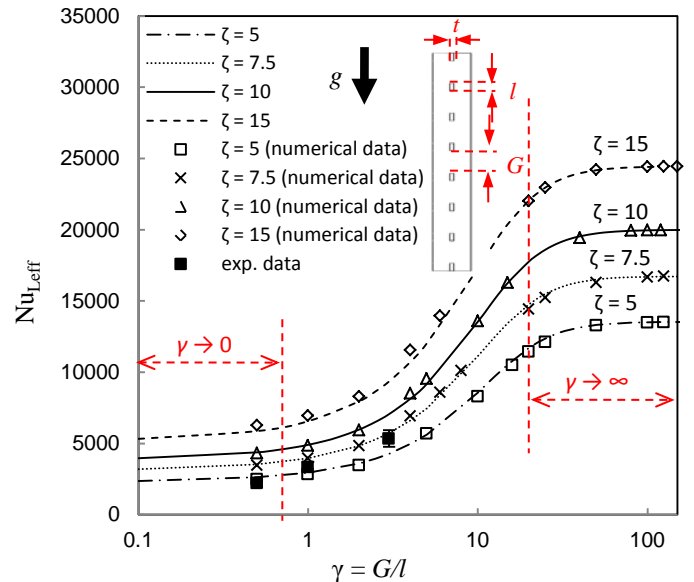 40000
35000
30000
25000
20000
15000
10000
5000
0
Nu_Leff
ζ = 5
ζ = 7.5
ζ = 10
ζ = 15
ζ = 5 (numerical data)
ζ = 7.5 (numerical data)
ζ = 10 (numerical data)
ζ = 15 (numerical data)
exp. data
g
t
l
G
ζ = 15
ζ = 10
ζ = 7.5
ζ = 5
γ → 0
γ → ∞
0.1 1 10 100
γ = G/l